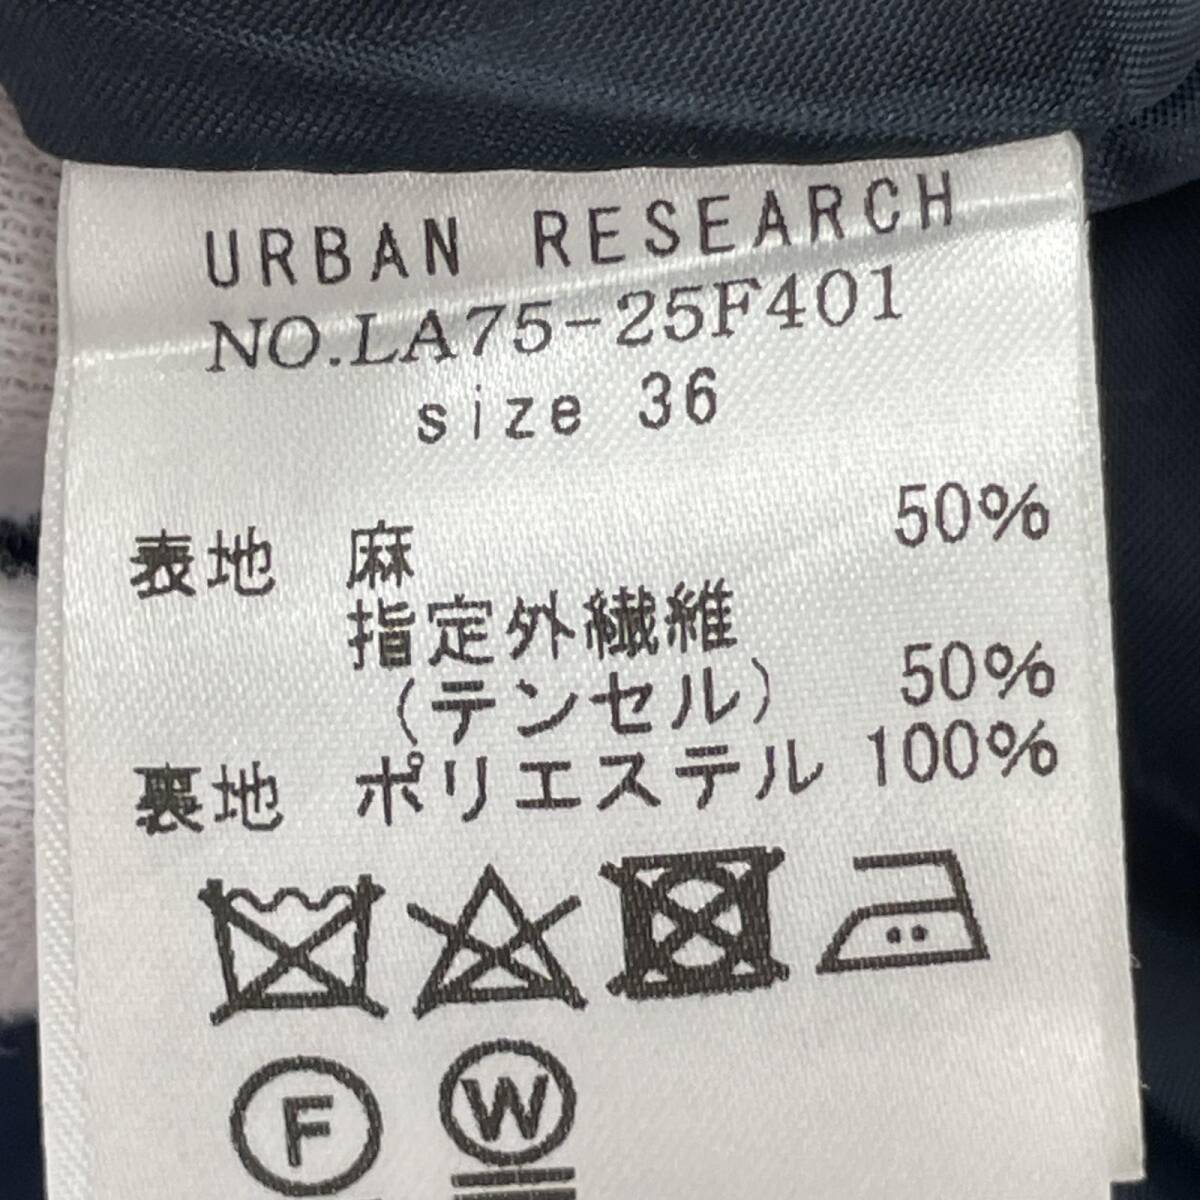 URBAN RESEARCH
NO.LA75-25F401
size 36
表地 麻 50%
指定外繊維
(テンセル) 50%
裏地 ポリエステル 100%
F
W